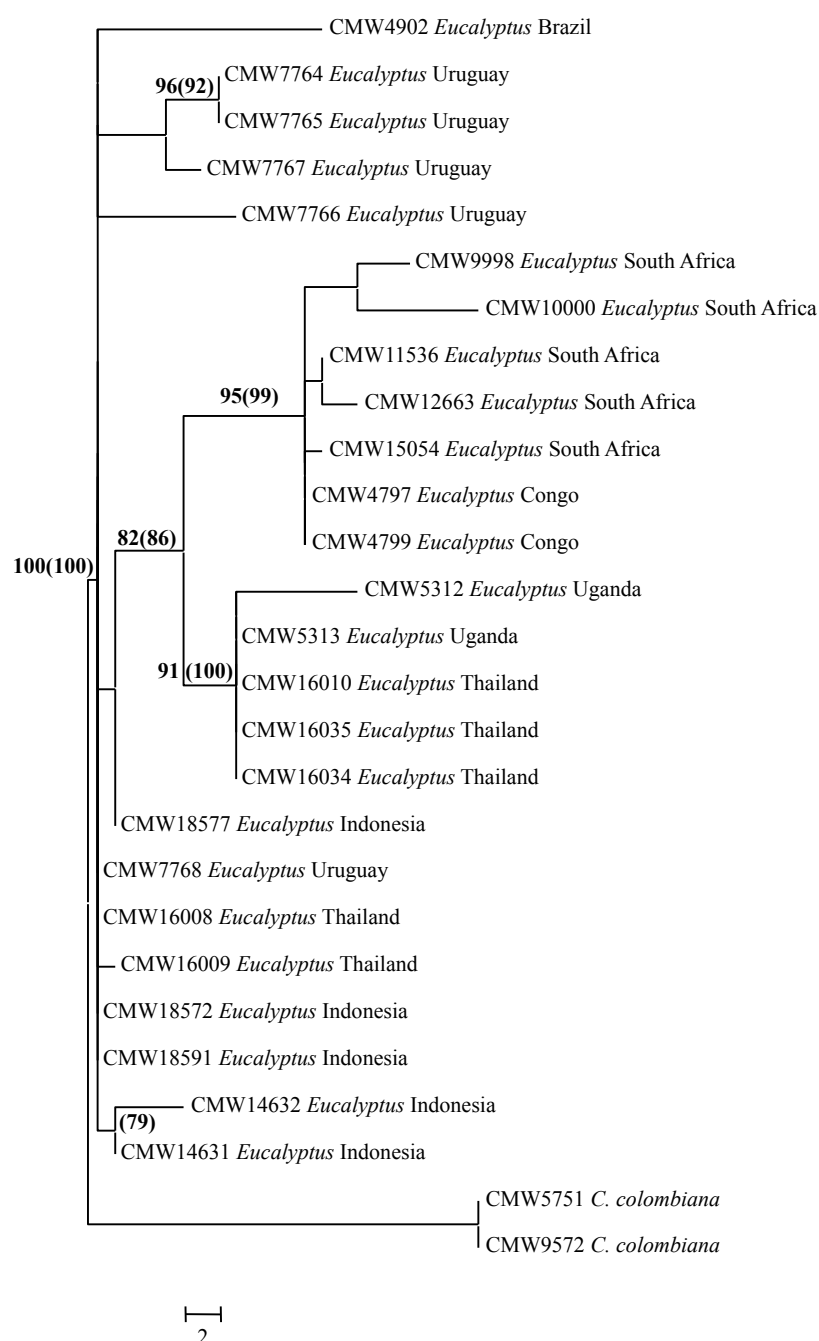 CMW4902 Eucalyptus Brazil
96(92)
CMW7764 Eucalyptus Uruguay
CMW7765 Eucalyptus Uruguay
CMW7767 Eucalyptus Uruguay
CMW7766 Eucalyptus Uruguay
CMW9998 Eucalyptus South Africa
CMW10000 Eucalyptus South Africa
CMW11536 Eucalyptus South Africa
95(99)
CMW12663 Eucalyptus South Africa
CMW15054 Eucalyptus South Africa
CMW4797 Eucalyptus Congo
82(86)
CMW4799 Eucalyptus Congo
100(100)
CMW5312 Eucalyptus Uganda
CMW5313 Eucalyptus Uganda
91 (100)
CMW16010 Eucalyptus Thailand
CMW16035 Eucalyptus Thailand
CMW16034 Eucalyptus Thailand
CMW18577 Eucalyptus Indonesia
CMW7768 Eucalyptus Uruguay
CMW16008 Eucalyptus Thailand
CMW16009 Eucalyptus Thailand
CMW18572 Eucalyptus Indonesia
CMW18591 Eucalyptus Indonesia
CMW14632 Eucalyptus Indonesia
(79)
CMW14631 Eucalyptus Indonesia
CMW5751 C. colombiana
CMW9572 C. colombiana
2